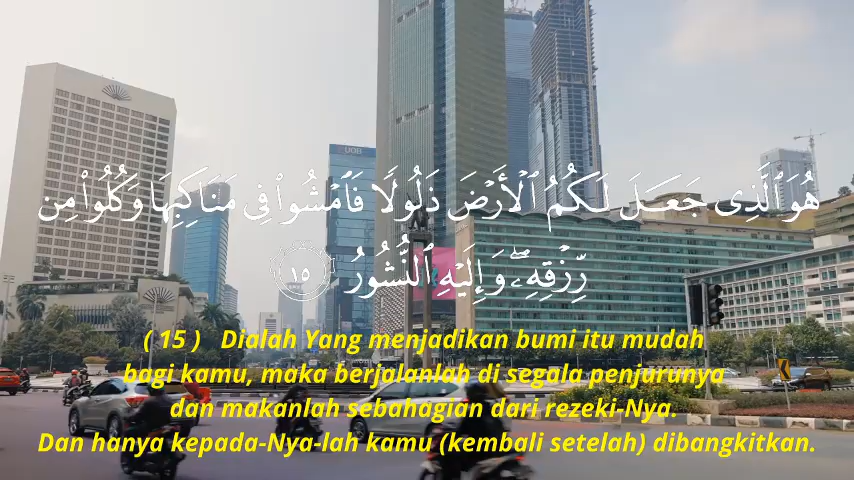 UOB
هُوَ ٱلَّذِى جَعَلَ لَكُمُ ٱلْأَرْضَ ذَلُولًا فَٱمْشُوا۟ فِى مَنَاكِبِهَا وَكُلُوا۟ مِن
رِّزْقِهِۦ ۖ وَإِلَيْهِ ٱلنُّشُورُ ١٥
( 15 ) Dialah Yang menjadikan bumi itu mudah
bagi kamu, maka berjalanlah di segala penjurunya
dan makanlah sebahagian dari rezeki-Nya.
Dan hanya kepada-Nya-lah kamu (kembali setelah) dibangkitkan.